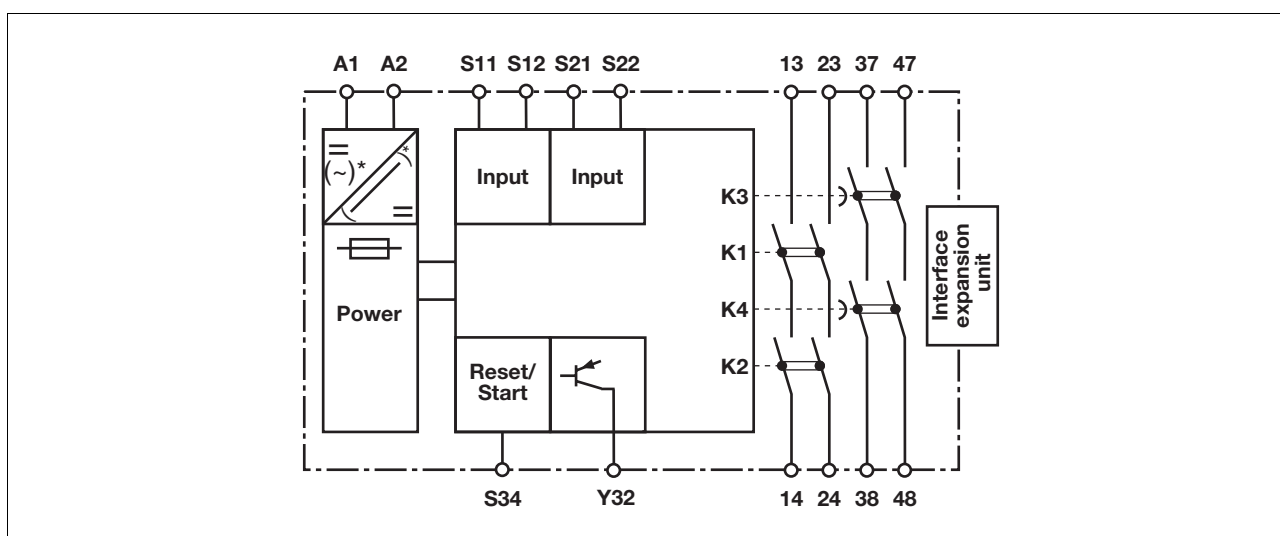 A1 A2 S11 S12 S21 S22 13 23 37 47
=
(~)*
(*
=
Input Input
K3
K1
K4
K2
Power
Interface
expansion
unit
Reset/
Start
S34 Y32 14 24 38 48